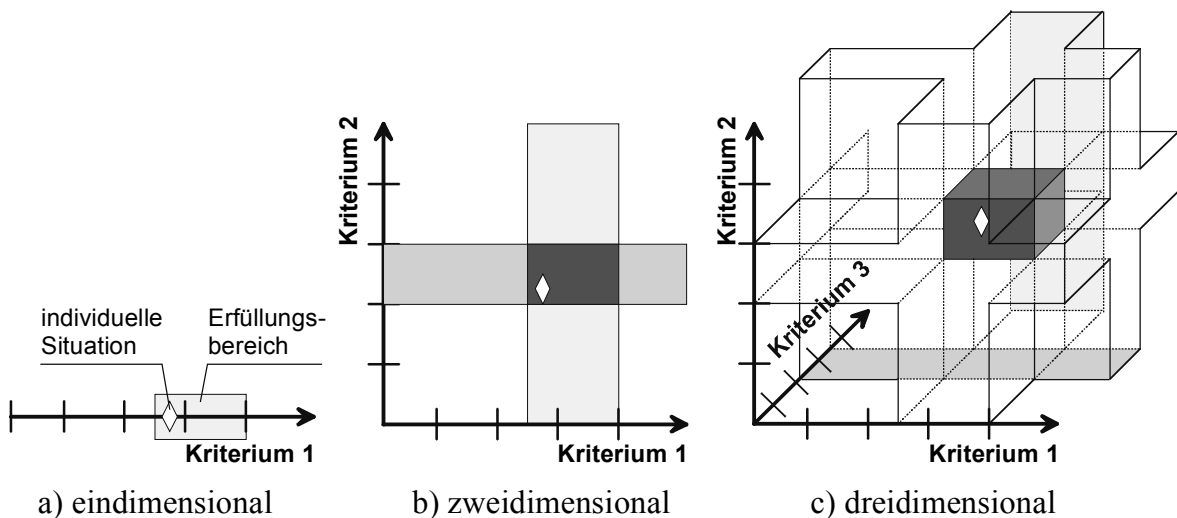 individuelle
Situation
Erfüllungs-
bereich
Kriterium 1
a) eindimensional
Kriterium 2
Kriterium 1
b) zweidimensional
Kriterium 2
Kriterium 3
Kriterium 1
c) dreidimensional